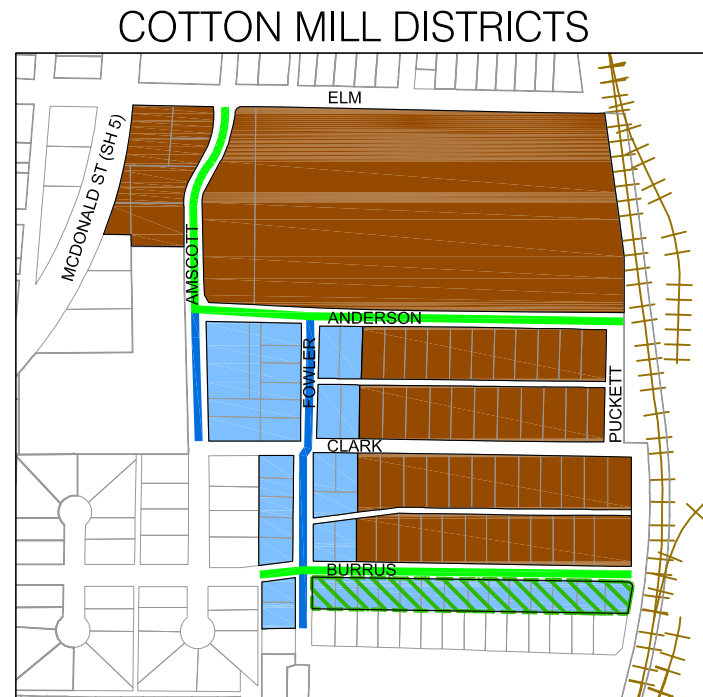 COTTON MILL DISTRICTS
ELM
MCDONALD ST (SH 5)
AMSCOTT
ANDERSON
FOWLER
PUCKETT
CLARK
BURRUS